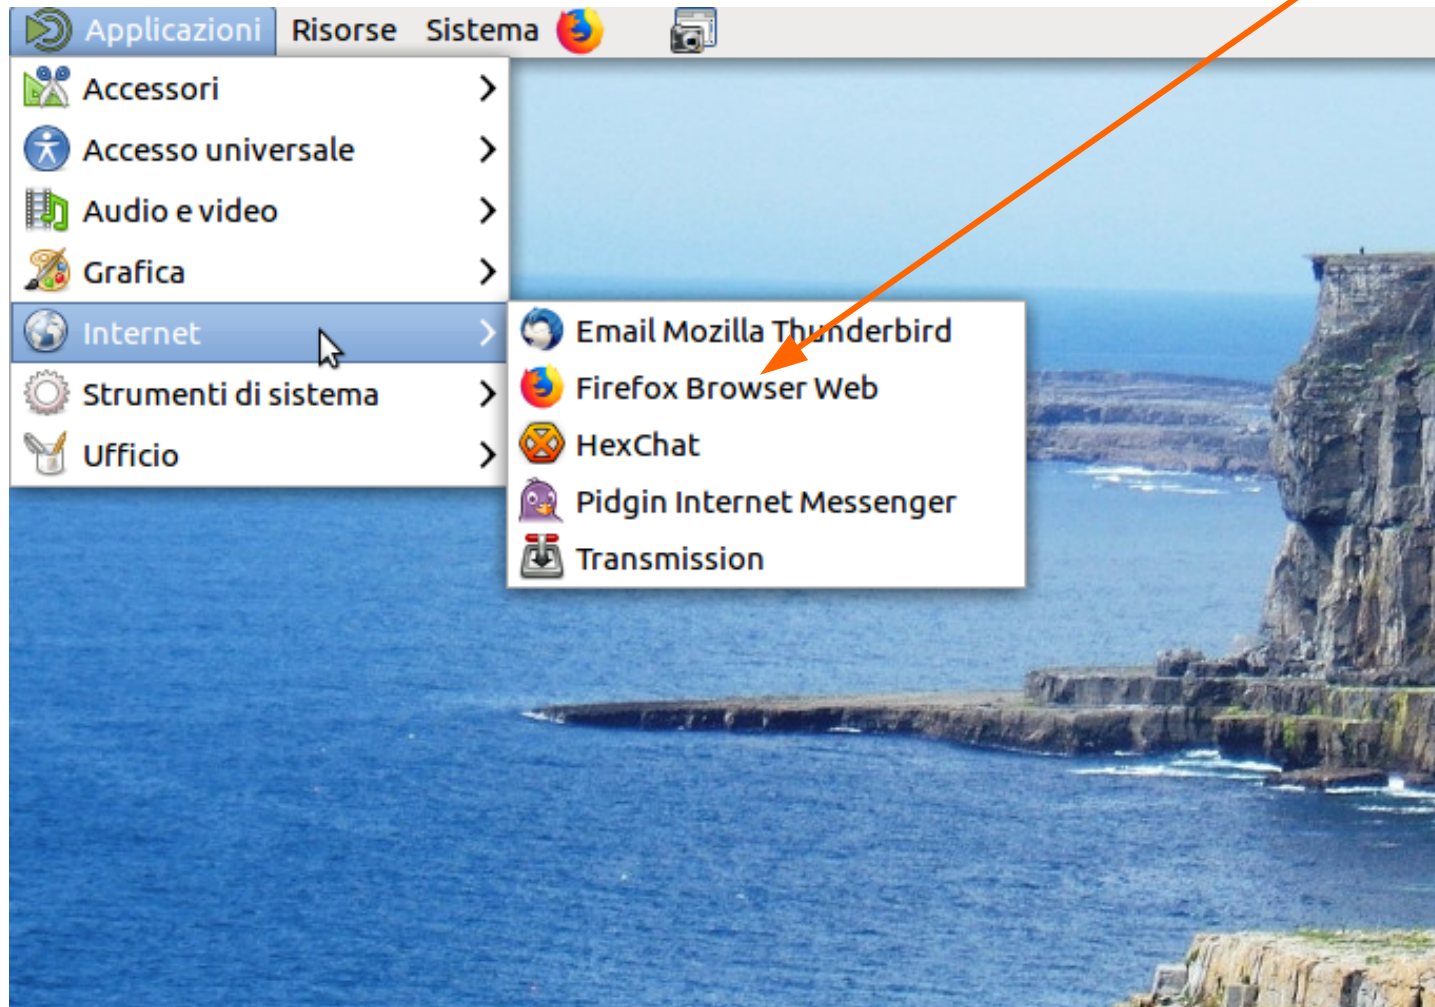 Applicazioni Risorse Sistema
Accessori
Accesso universale
Audio e video
Grafica
Internet
Strumenti di sistema
Ufficio
Email Mozilla Thunderbird
Firefox Browser Web
HexChat
Pidgin Internet Messenger
Transmission